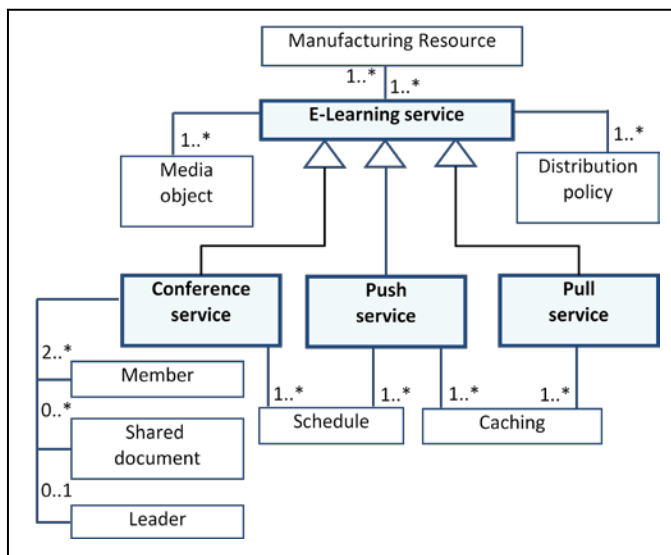 Manufacturing Resource
1..*
1..*
E-Learning service
1..*
1..*
Media
object
Distribution
policy
Conference
service
Push
service
Pull
service
2..*
Member
1..*
1..*
1..*
1..*
0..*
Schedule
Caching
Shared
document
0..1
Leader